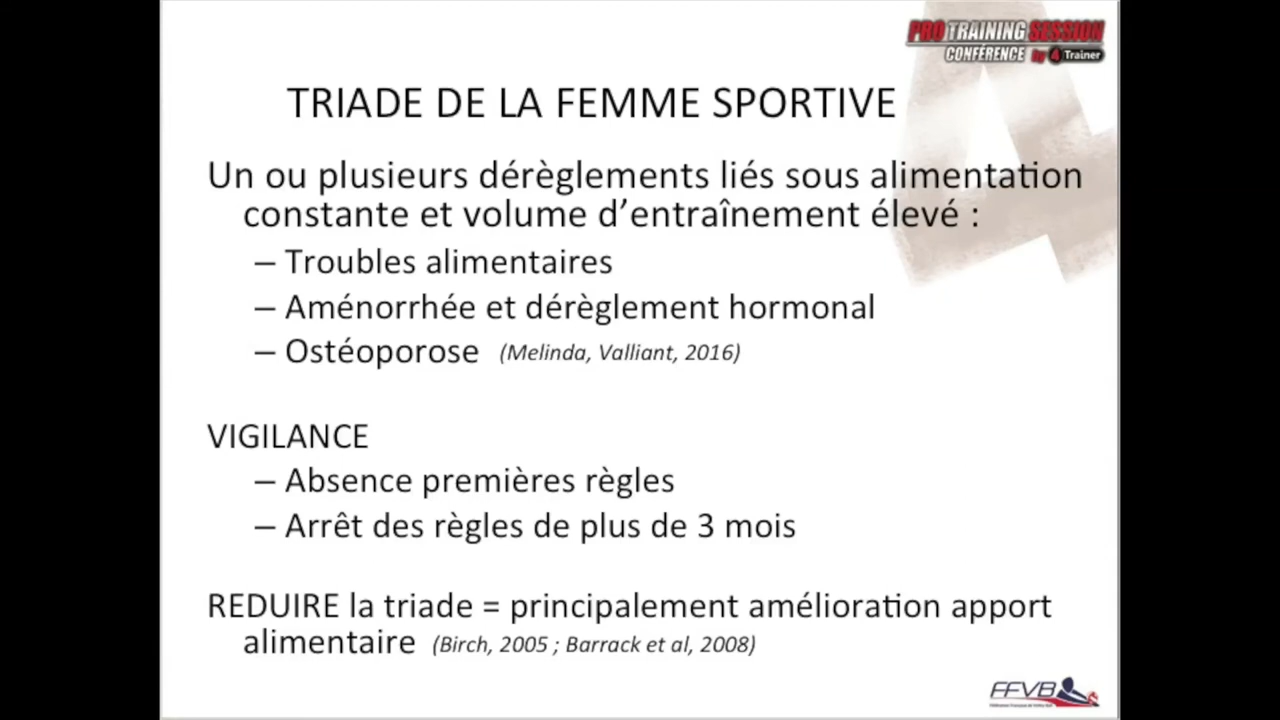 PRO TRAINING SESSION
CONFÉRENCE by 4 Trainer
TRIADE DE LA FEMME SPORTIVE
Un ou plusieurs dérèglements liés sous alimentation
constante et volume d’entraînement élevé :
– Troubles alimentaires
– Aménorrhée et dérèglement hormonal
– Ostéoporose (Melinda, Valliant, 2016)
VIGILANCE
– Absence premières règles
– Arrêt des règles de plus de 3 mois
REDUIRE la triade = principalement amélioration apport
alimentaire (Birch, 2005 ; Barrack et al, 2008)
FFVB